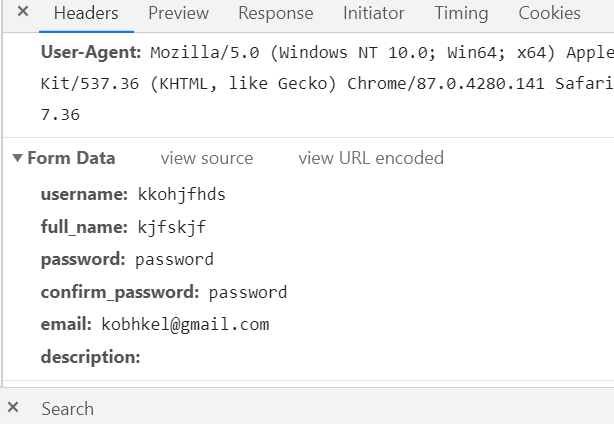 × Headers Preview Response Initiator Timing Cookies
User-Agent: Mozilla/5.0 (Windows NT 10.0; Win64; x64) Apple
Kit/537.36 (KHTML, like Gecko) Chrome/87.0.4280.141 Safari
7.36
▼ Form Data view source view URL encoded
username: kkohjfhds
full_name: kjfskjf
password: password
confirm_password: password
email: kobhkel@gmail.com
description:
× Search